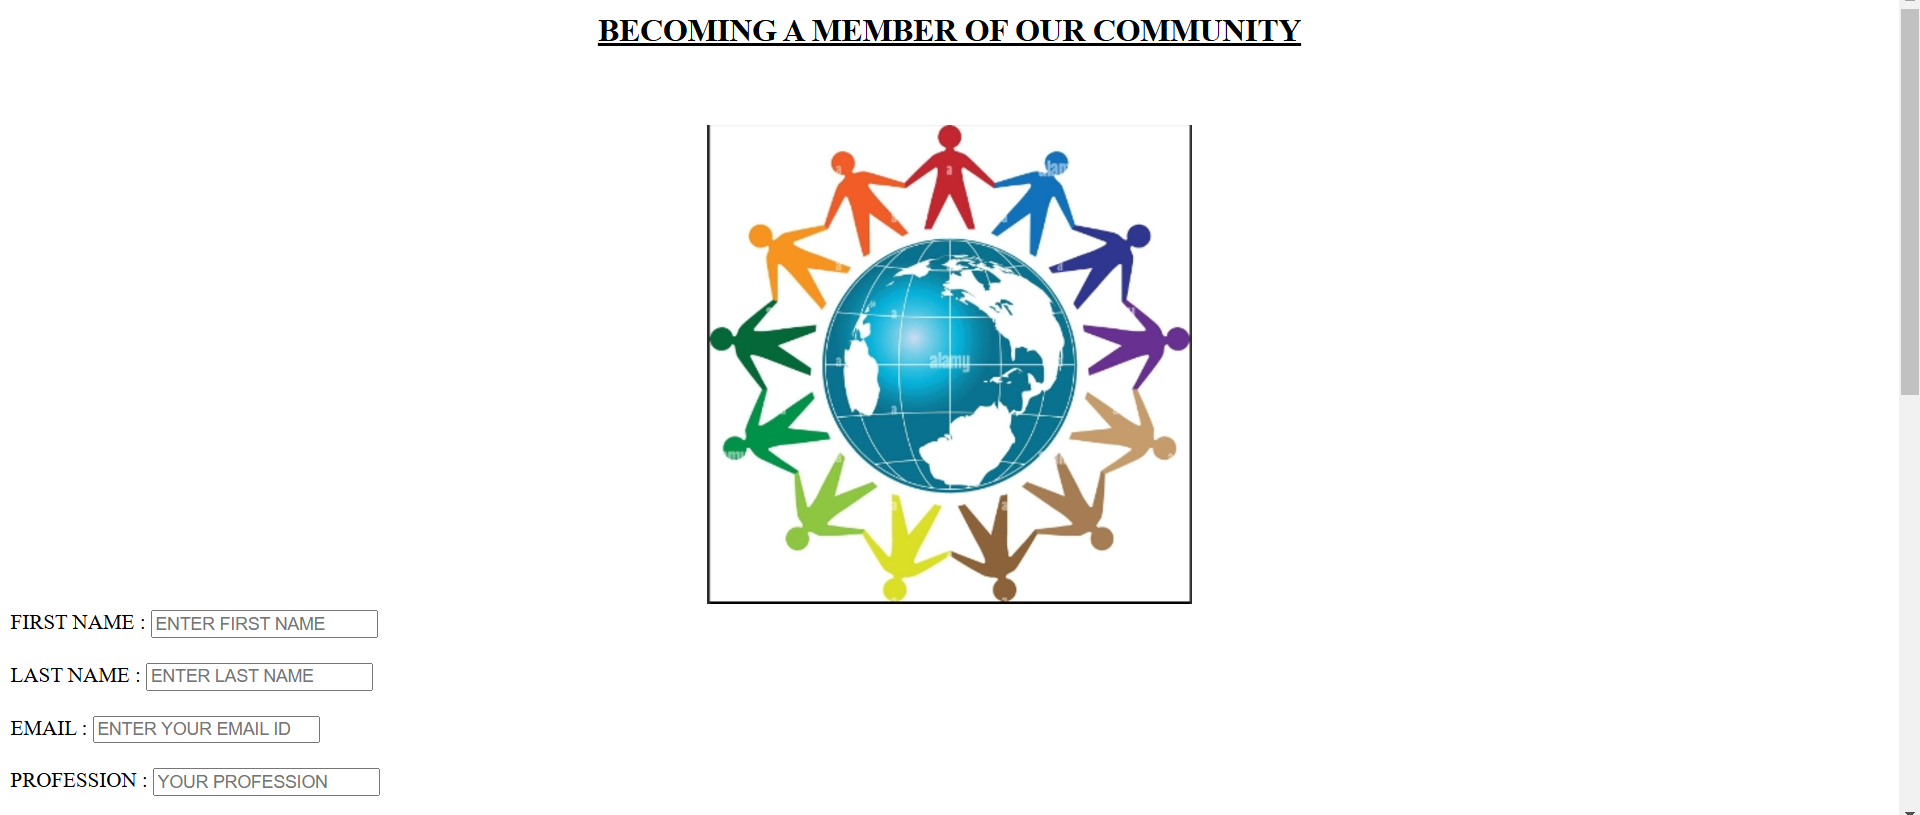 BECOMING A MEMBER OF OUR COMMUNITY
alamy
FIRST NAME : ENTER FIRST NAME
LAST NAME : ENTER LAST NAME
EMAIL : ENTER YOUR EMAIL ID
PROFESSION : YOUR PROFESSION